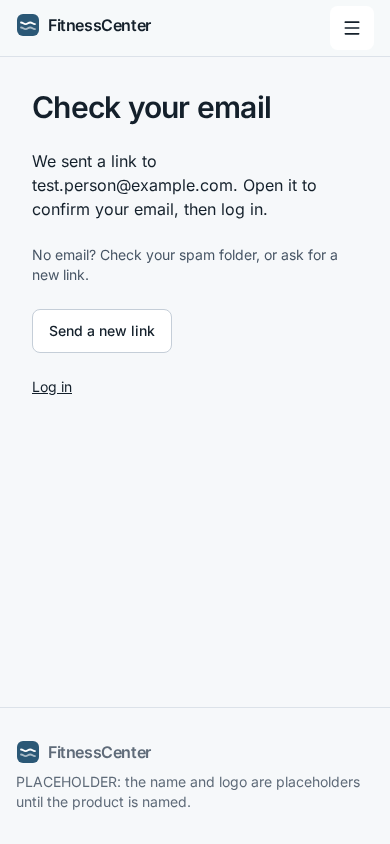 FitnessCenter
Check your email
We sent a link to
test.person@example.com. Open it to
confirm your email, then log in.
No email? Check your spam folder, or ask for a
new link.
Send a new link
Log in
FitnessCenter
PLACEHOLDER: the name and logo are placeholders
until the product is named.